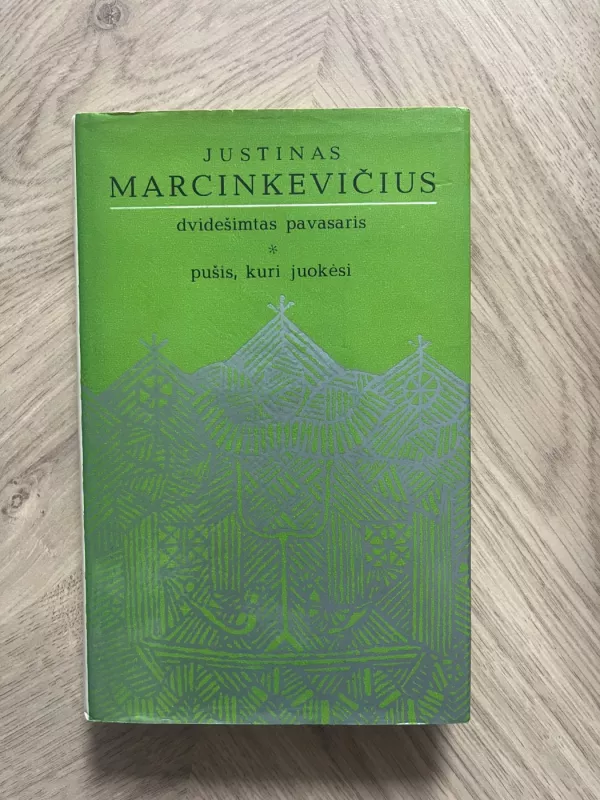 JUSTINAS
MARCINKEVIČIUS
dvidešimtas pavasaris
*
pušis, kuri juokėsi